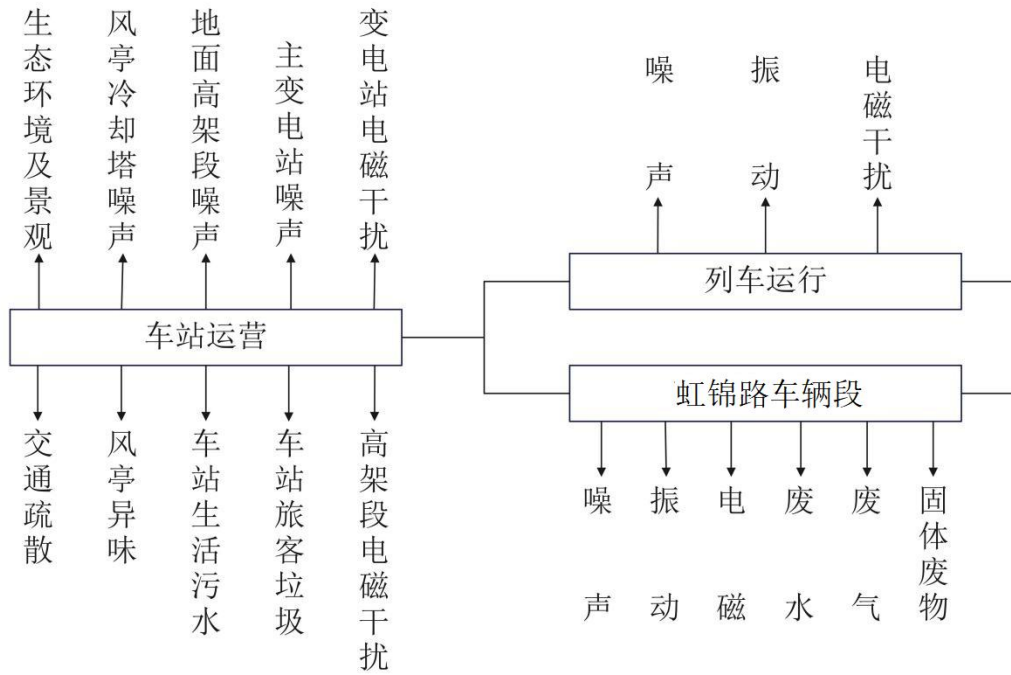 生态环境及景观
风亭冷却塔噪声
地面高架段噪声
主变电站噪声
变电站电磁干扰
噪声
振动
电磁干扰
列车运行
车站运营
虹锦路车辆段
交通疏散
风亭异味
车站生活污水
车站旅客垃圾
高架段电磁干扰
噪声
振动
电磁
废水
废气
固体废物